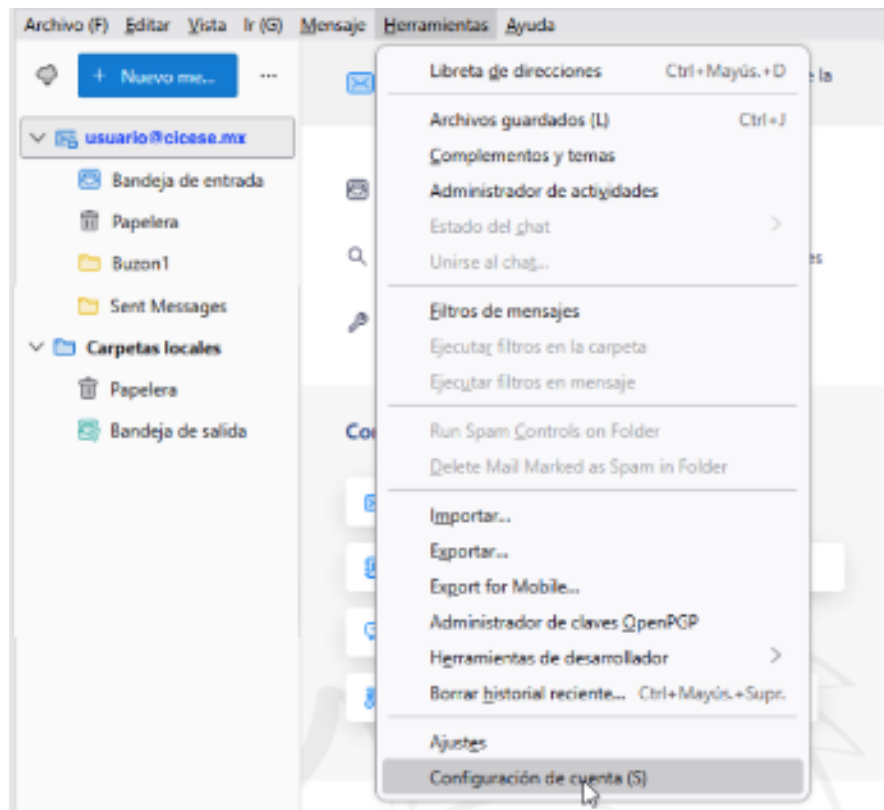 Archivo (F) Editar Vista Ir (G) Mensaje Herramientas Ayuda
+ Nuevo me... ...
usuario@cicese.mx
Bandeja de entrada
Papelera
Buzon1
Sent Messages
Carpetas locales
Papelera
Bandeja de salida
Libreta de direcciones Ctrl+Mayús.+D
Archivos guardados (L) Ctrl+J
Complementos y temas
Administrador de actividades
Estado del chat
Unirse al chat...
Filtros de mensajes
Ejecutar filtros en la carpeta
Ejecutar filtros en mensaje
Run Spam Controls on Folder
Delete Mail Marked as Spam in Folder
Importar...
Exportar...
Export for Mobile...
Administrador de claves OpenPGP
Herramientas de desarrollador
Borrar historial reciente... Ctrl+Mayús.+Supr.
Ajustes
Configuración de cuenta (S)
la